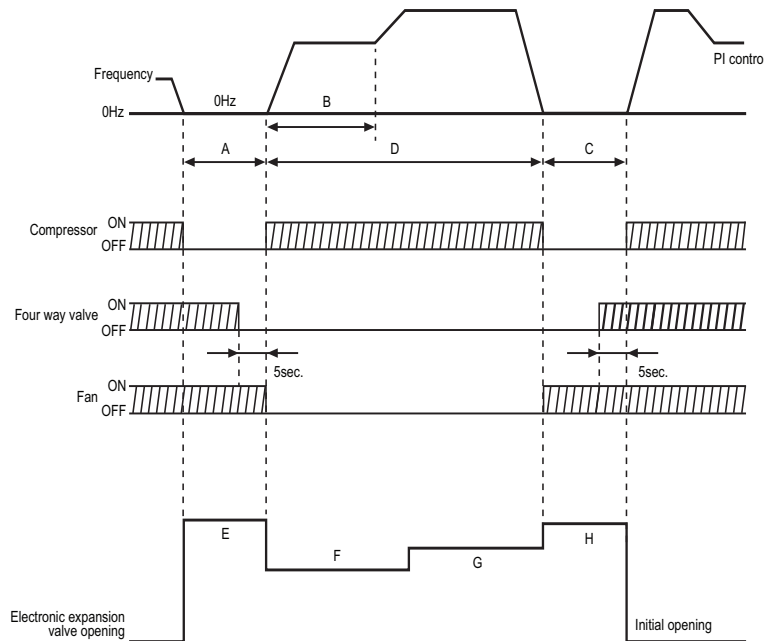 Frequency
PI contro
0Hz
0Hz
B
A
D
C
Compressor
ON
OFF
Four way valve
ON
OFF
5sec.
5sec.
Fan
ON
OFF
E
F
G
H
Electronic expansion
valve opening
Initial opening